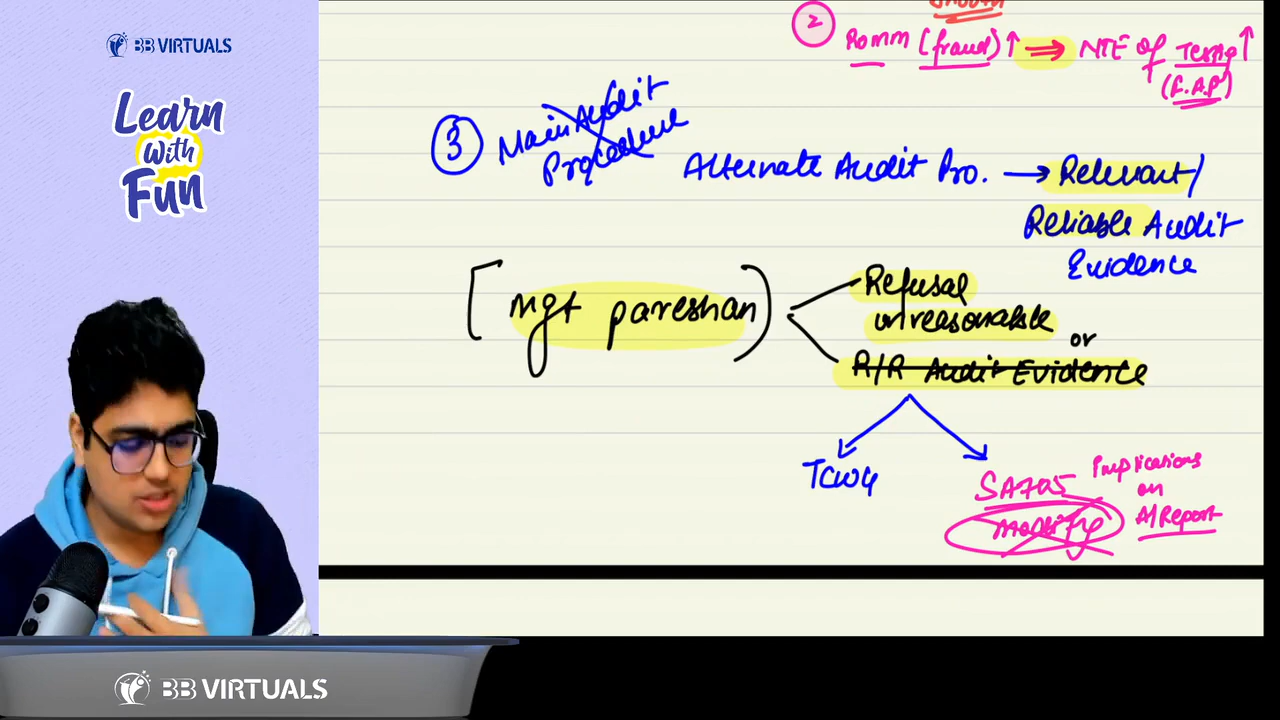 BB VIRTUALS
Learn
With
Fun
2
ROMM (fraud) ↑ ⇒ NTE of Testing ↑
(F.A.P)
3 Main Audit
Procedure
Alternate Audit Pro. → Relevant/
Reliable Audit
Evidence
[Mgt pareshan)
Refusal
unreasonable
or
R/R Audit Evidence
TCWG
SA705
Modify
Implications
on
A/Report
BB VIRTUALS